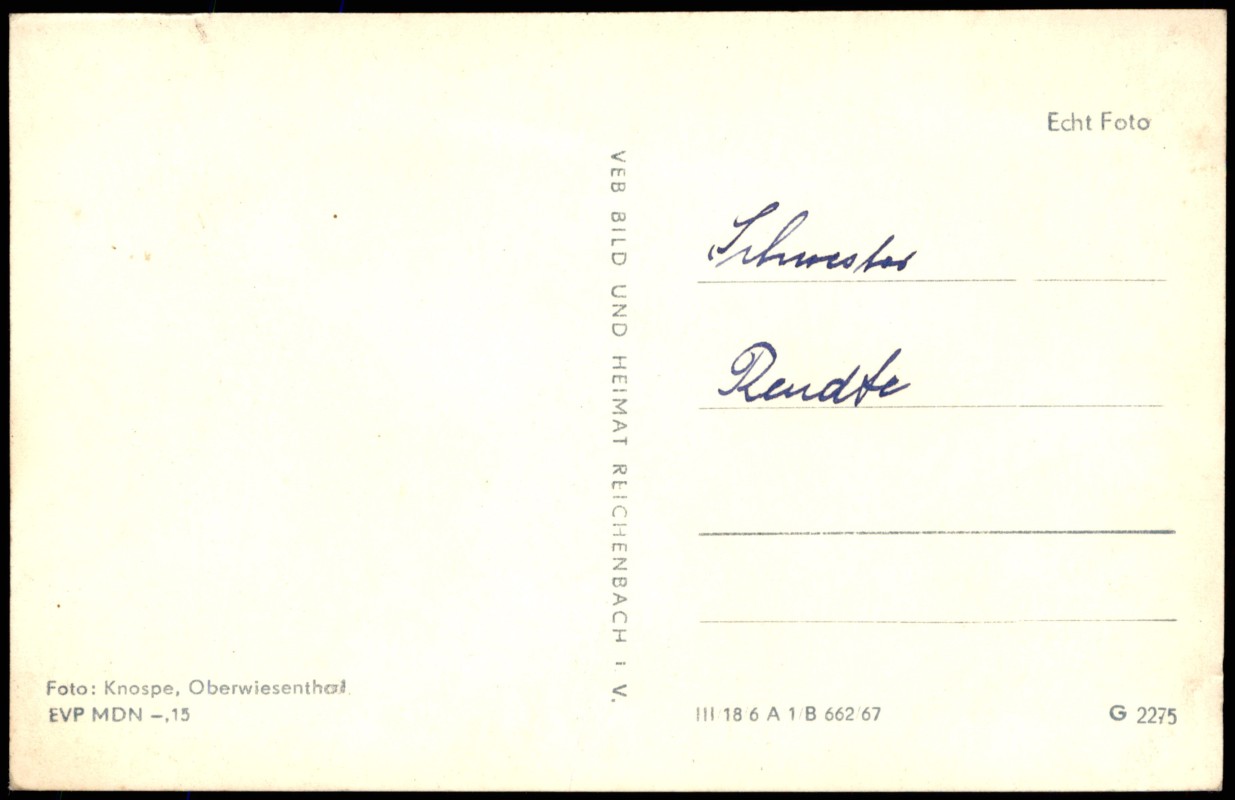 Echt Foto
VEB BILD UND HEIMAT REICHENBACH I. V.
Schwester
Rendte
Foto: Knospe, Oberwiesenthal
EVP MDN –,15
III/18/6 A 1/B 662/67
G 2275